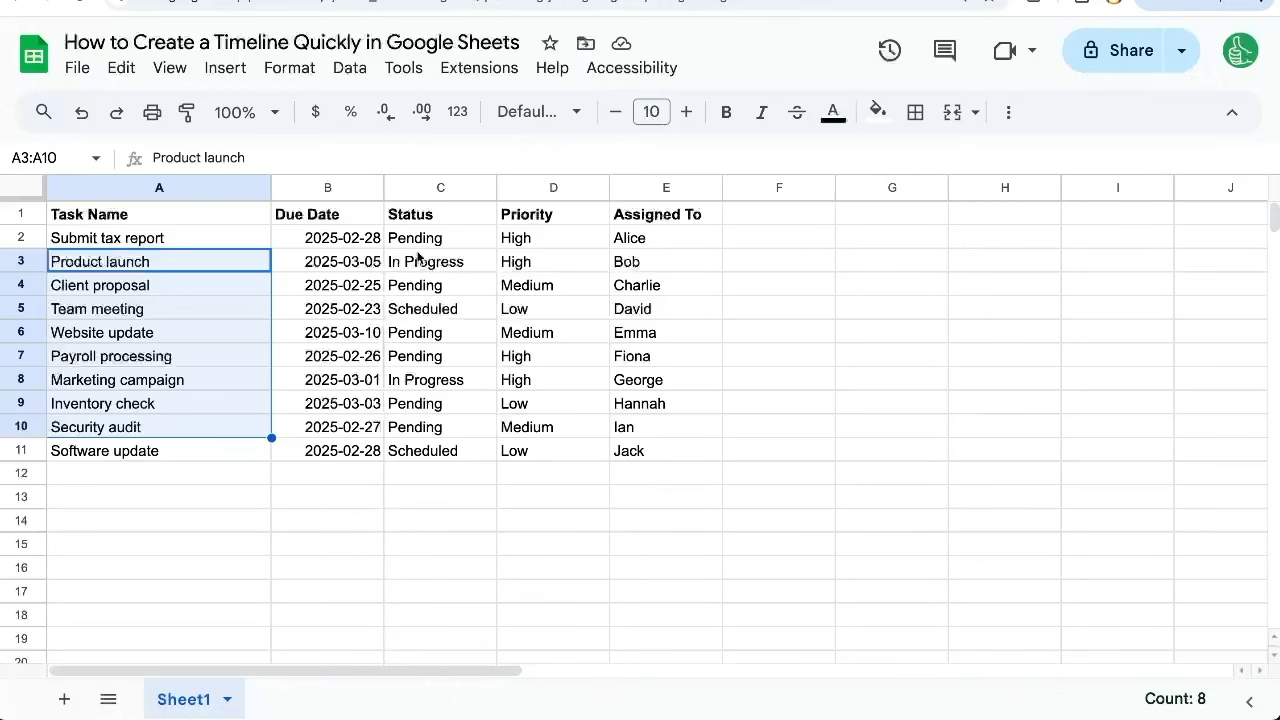 How to Create a Timeline Quickly in Google Sheets
File Edit View Insert Format Data Tools Extensions Help Accessibility
Share
100% $ % .0 .00 123 Defaul... 10 B I A
A3:A10 fx Product launch
A B C D E F G H I J
1 Task Name Due Date Status Priority Assigned To
2 Submit tax report 2025-02-28 Pending High Alice
3 Product launch 2025-03-05 In Progress High Bob
4 Client proposal 2025-02-25 Pending Medium Charlie
5 Team meeting 2025-02-23 Scheduled Low David
6 Website update 2025-03-10 Pending Medium Emma
7 Payroll processing 2025-02-26 Pending High Fiona
8 Marketing campaign 2025-03-01 In Progress High George
9 Inventory check 2025-03-03 Pending Low Hannah
10 Security audit 2025-02-27 Pending Medium Ian
11 Software update 2025-02-28 Scheduled Low Jack
12
13
14
15
16
17
18
19
20
Sheet1 Count: 8